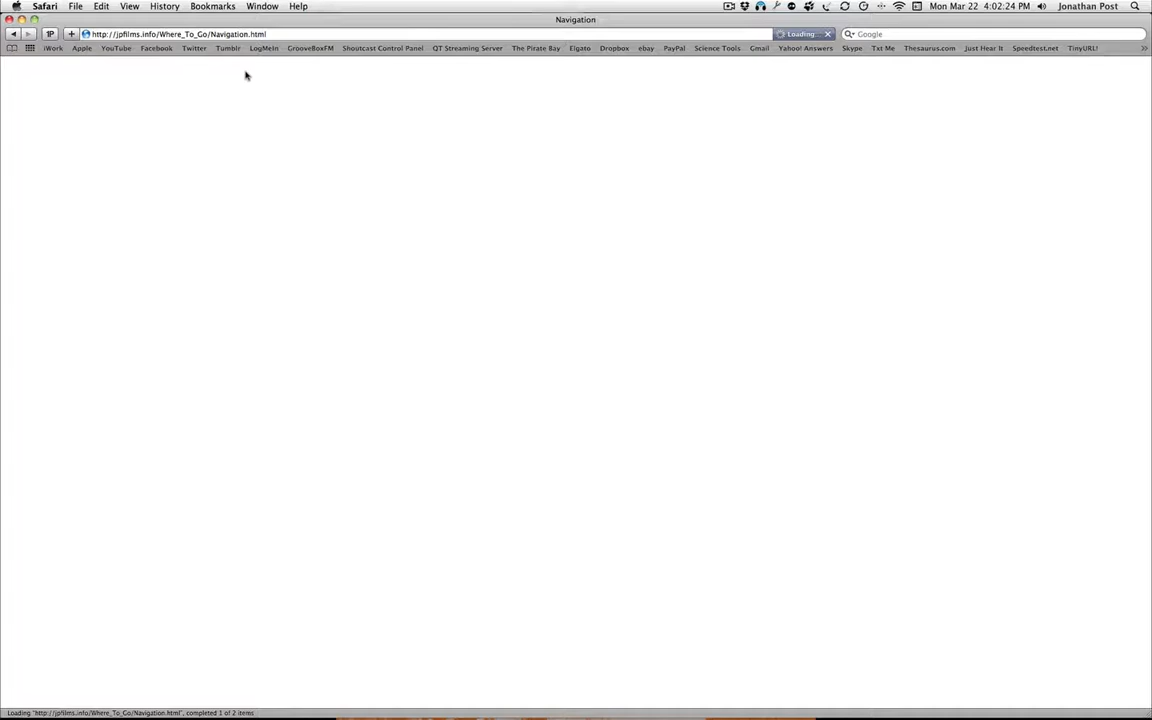 Safari File Edit View History Bookmarks Window Help Mon Mar 22 4:02:24 PM Jonathan Post
Navigation
1P + http://jpfilms.info/Where_To_Go/Navigation.html Loading... Google
iWork Apple YouTube Facebook Twitter Tumblr LogMeIn GrooveBoxFM Shoutcast Control Panel QT Streaming Server The Pirate Bay Elgato Dropbox ebay PayPal Science Tools Gmail Yahoo! Answers Skype Txt Me Thesaurus.com Just Hear It Speedtest.net TinyURL!
Loading "http://jpfilms.info/Where_To_Go/Navigation.html", completed 1 of 2 items